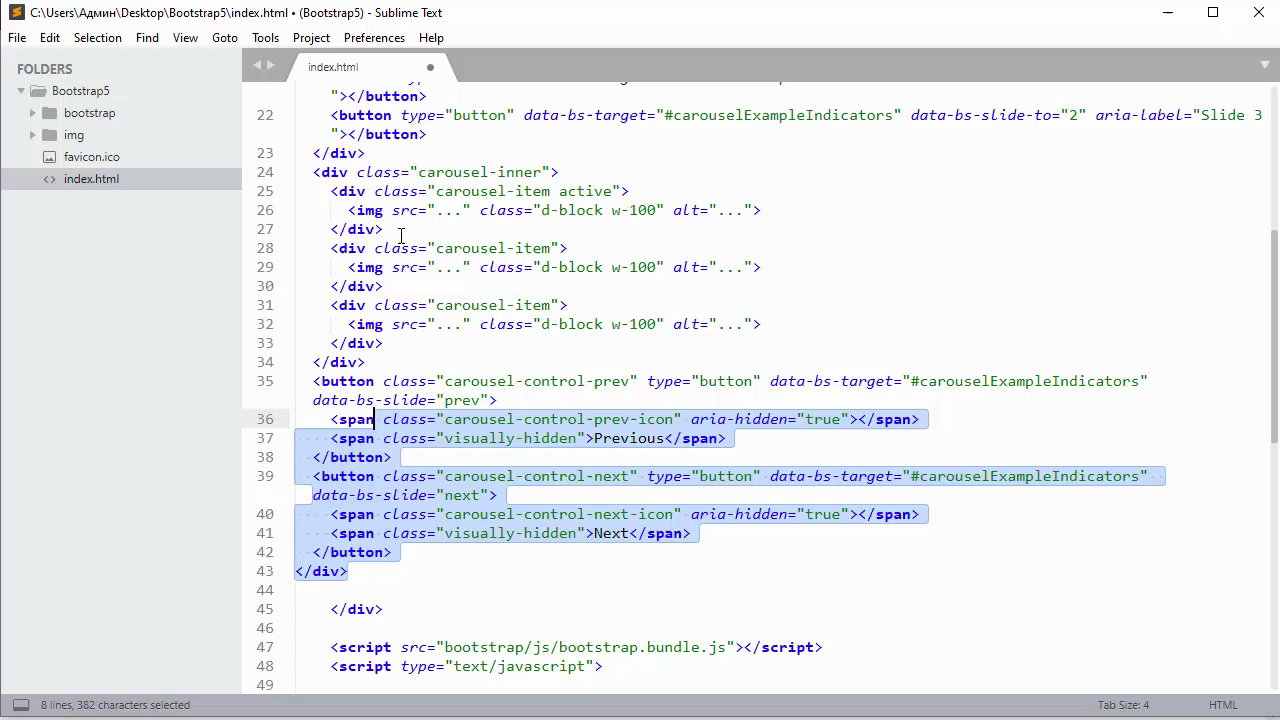 C:\Users\Админ\Desktop\Bootstrap5\index.html • (Bootstrap5) - Sublime Text
File Edit Selection Find View Goto Tools Project Preferences Help
FOLDERS
Bootstrap5
bootstrap
img
favicon.ico
index.html
index.html
"></button>
22 <button type="button" data-bs-target="#carouselExampleIndicators" data-bs-slide-to="2" aria-label="Slide 3
"></button>
23 </div>
24 <div class="carousel-inner">
25 <div class="carousel-item active">
26 <img src="..." class="d-block w-100" alt="...">
27 </div>
28 <div class="carousel-item">
29 <img src="..." class="d-block w-100" alt="...">
30 </div>
31 <div class="carousel-item">
32 <img src="..." class="d-block w-100" alt="...">
33 </div>
34 </div>
35 <button class="carousel-control-prev" type="button" data-bs-target="#carouselExampleIndicators"
data-bs-slide="prev">
36 <span class="carousel-control-prev-icon" aria-hidden="true"></span>
37 <span class="visually-hidden">Previous</span>
38 </button>
39 <button class="carousel-control-next" type="button" data-bs-target="#carouselExampleIndicators"
data-bs-slide="next">
40 <span class="carousel-control-next-icon" aria-hidden="true"></span>
41 <span class="visually-hidden">Next</span>
42 </button>
43 </div>
44
45 </div>
46
47 <script src="bootstrap/js/bootstrap.bundle.js"></script>
48 <script type="text/javascript">
49
8 lines, 382 characters selected
Tab Size: 4
HTML